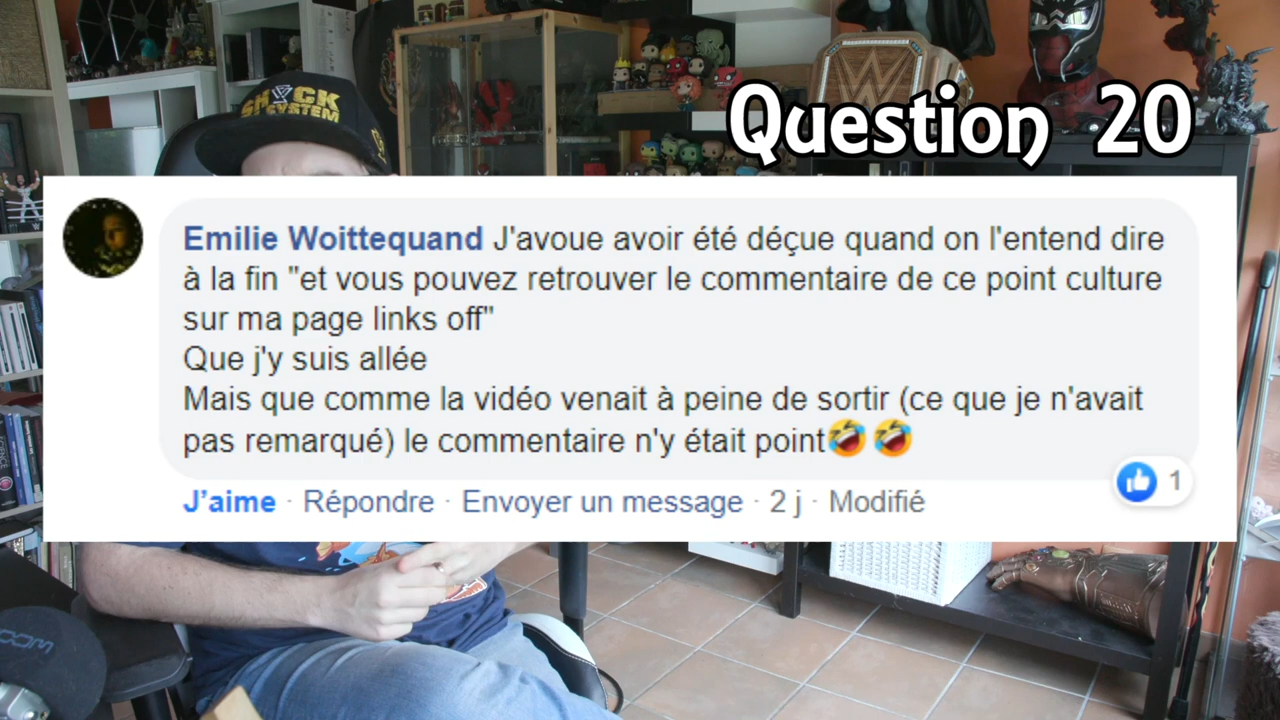 SHOCK
SYSTEM
Question 20
Emilie Woittequand J'avoue avoir été déçue quand on l'entend dire
à la fin "et vous pouvez retrouver le commentaire de ce point culture
sur ma page links off"
Que j'y suis allée
Mais que comme la vidéo venait à peine de sortir (ce que je n'avait
pas remarqué) le commentaire n'y était point🤣 🤣
J'aime · Répondre · Envoyer un message · 2 j · Modifié
1
ZOOM